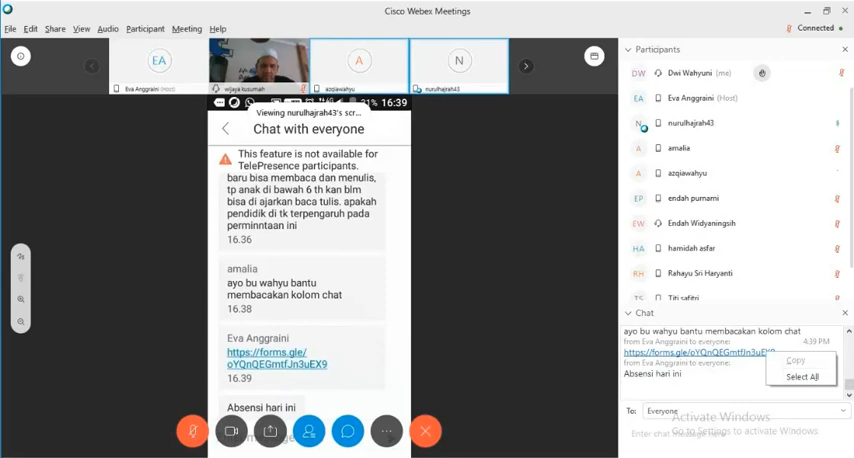 Cisco Webex Meetings
File Edit Share View Audio Participant Meeting Help
Connected
EA
Eva Anggraini (Host)
wijaya kusumah
A
azqiawahyu
N
nurulhajrah43
21% 16:39
Viewing nurulhajrah43's scr...
Chat with everyone
This feature is not available for
TelePresence participants.
baru bisa membaca dan menulis,
tp anak di bawah 6 th kan blm
bisa di ajarkan baca tulis. apakah
pendidik di tk terpengaruh pada
perminntaan ini
16.36
amalia
ayo bu wahyu bantu
membacakan kolom chat
16.38
Eva Anggraini
https://forms.gle/
oYQnQEGmtfJn3uEX9
16.39
Absensi hari ini
Participants
DW Dwi Wahyuni (me)
EA Eva Anggraini (Host)
N nurulhajrah43
A amalia
A azqiawahyu
EP endah purnami
EW Endah Widyaningsih
HA hamidah asfar
RH Rahayu Sri Haryanti
TS Titi safitri
Chat
ayo bu wahyu bantu membacakan kolom chat
from Eva Anggraini to everyone: 4:39 PM
https://forms.gle/oYQnQEGmtfJn3uEX9
from Eva Anggraini to everyone:
Absensi hari ini
Copy
Select All
To: Everyone
Activate Windows
Enter chat message here
Go to Settings to activate Windows